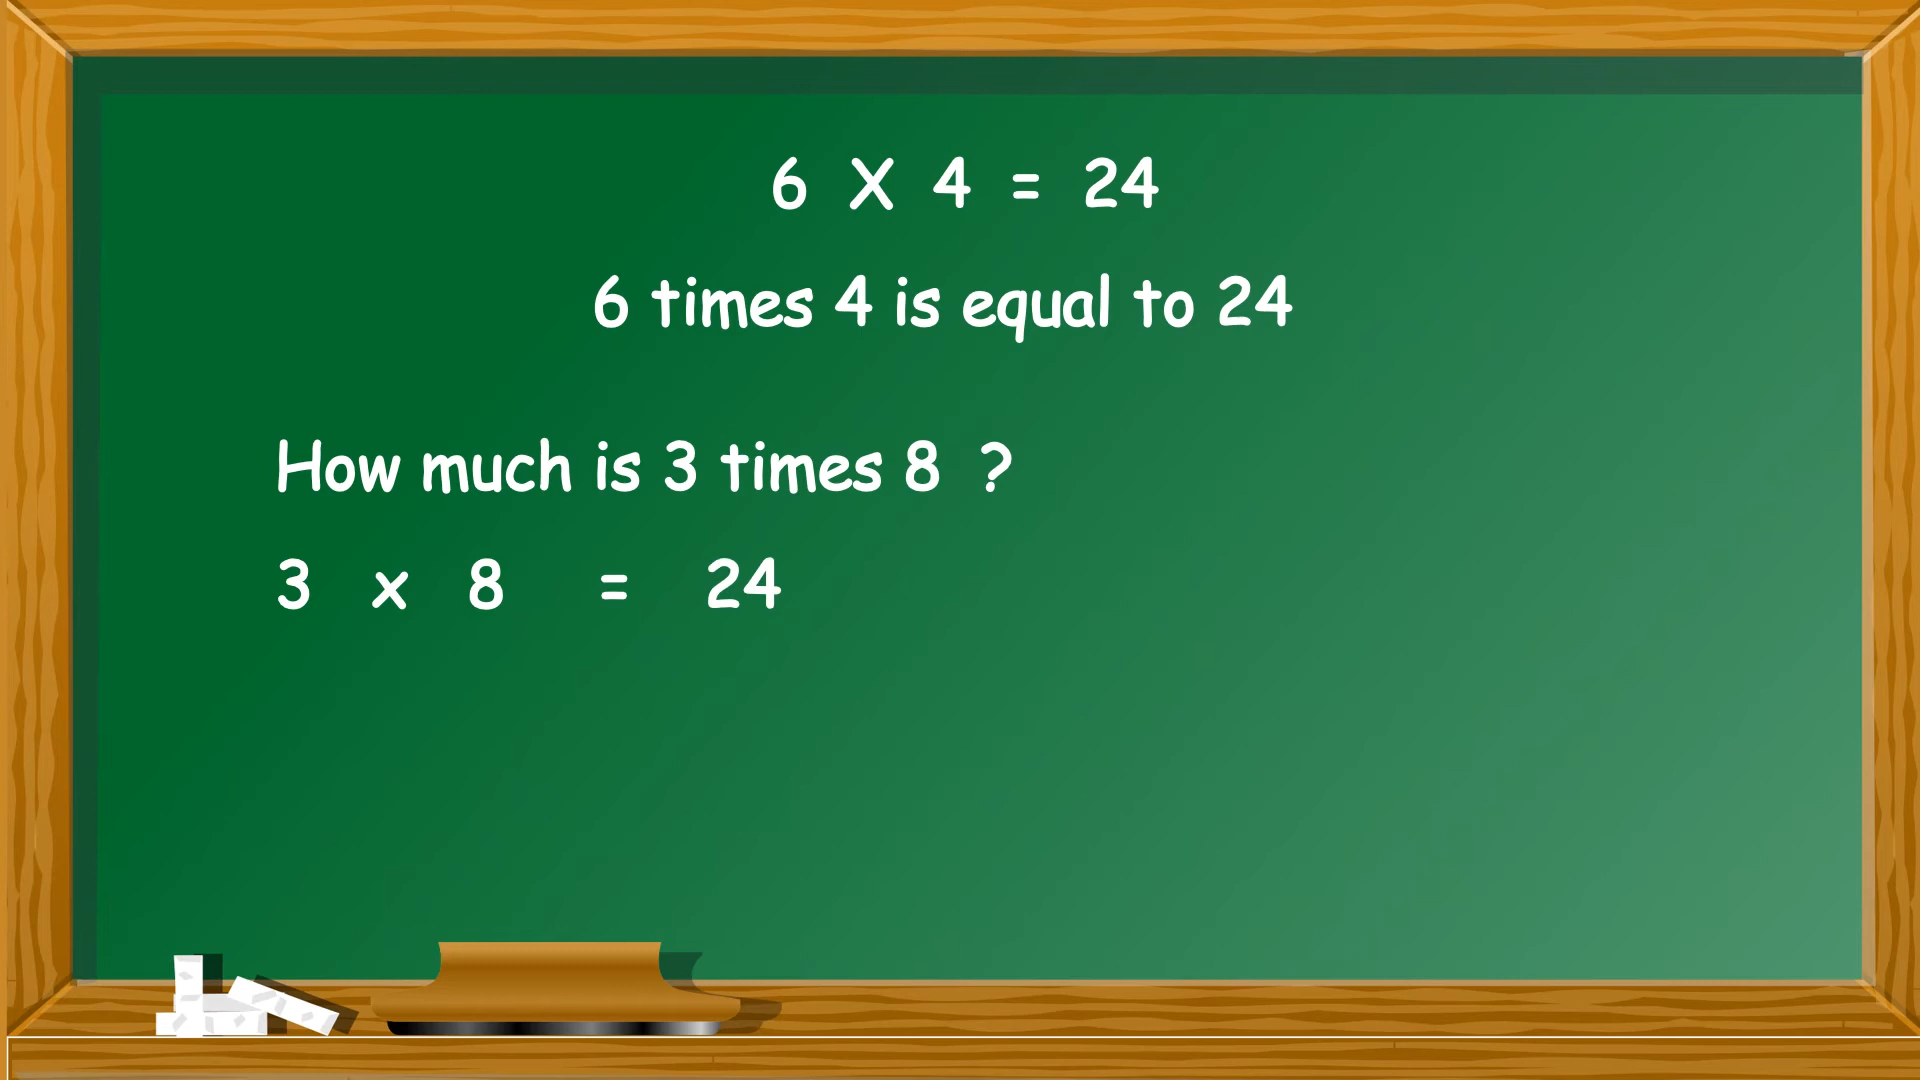 6 X 4 = 24
6 times 4 is equal to 24
How much is 3 times 8 ?
3 x 8 = 24